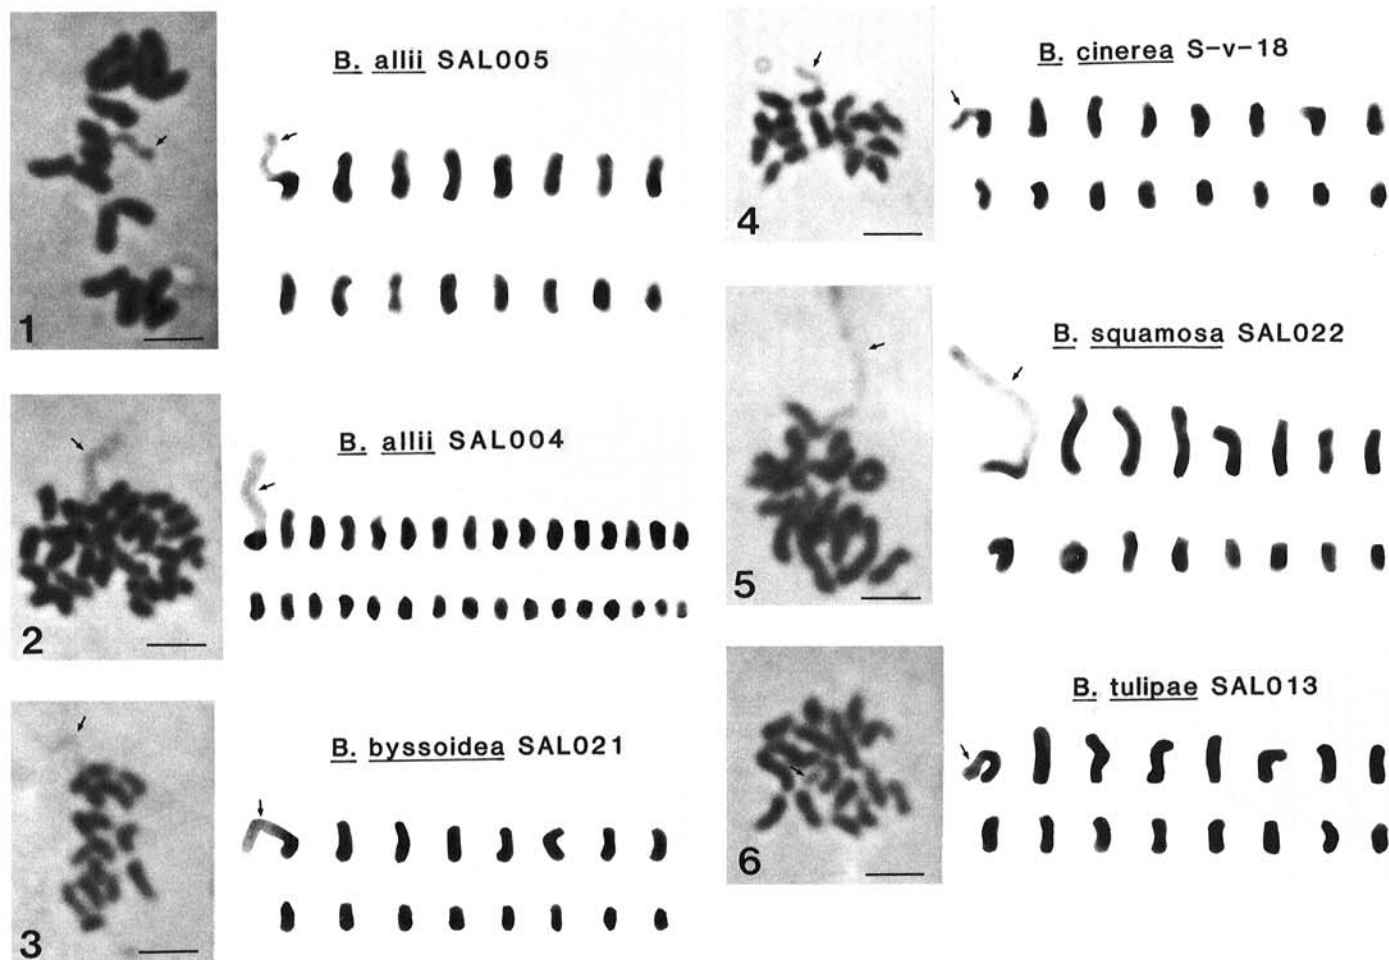 B. allii SAL005
1
B. allii SAL004
2
B. byssoidea SAL021
3
B. cinerea S-v-18
4
B. squamosa SAL022
5
B. tulipae SAL013
6